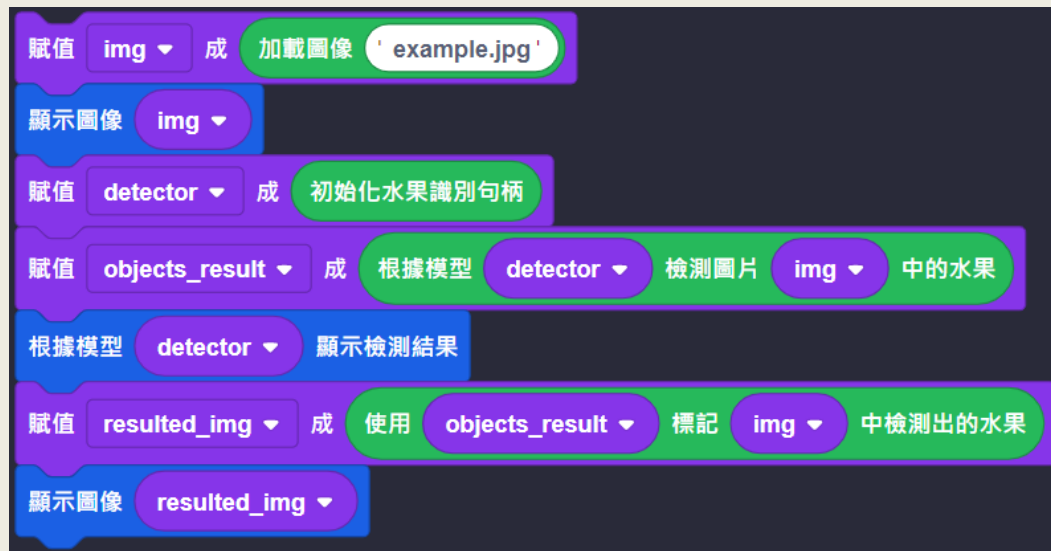 賦值 img 成 加載圖像 ' example.jpg '
顯示圖像 img
賦值 detector 成 初始化水果識別句柄
賦值 objects_result 成 根據模型 detector 檢測圖片 img 中的水果
根據模型 detector 顯示檢測結果
賦值 resulted_img 成 使用 objects_result 標記 img 中檢測出的水果
顯示圖像 resulted_img